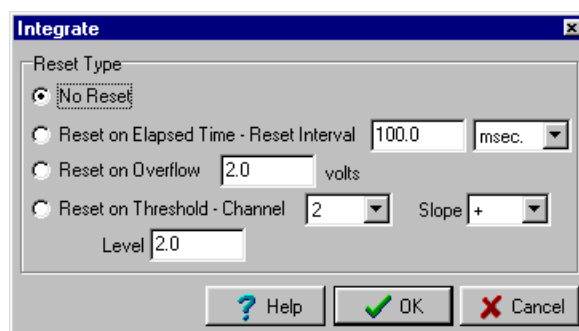 Integrate
Reset Type
No Reset
Reset on Elapsed Time - Reset Interval 100.0 msec.
Reset on Overflow 2.0 volts
Reset on Threshold - Channel 2 Slope +
Level 2.0
? Help OK Cancel